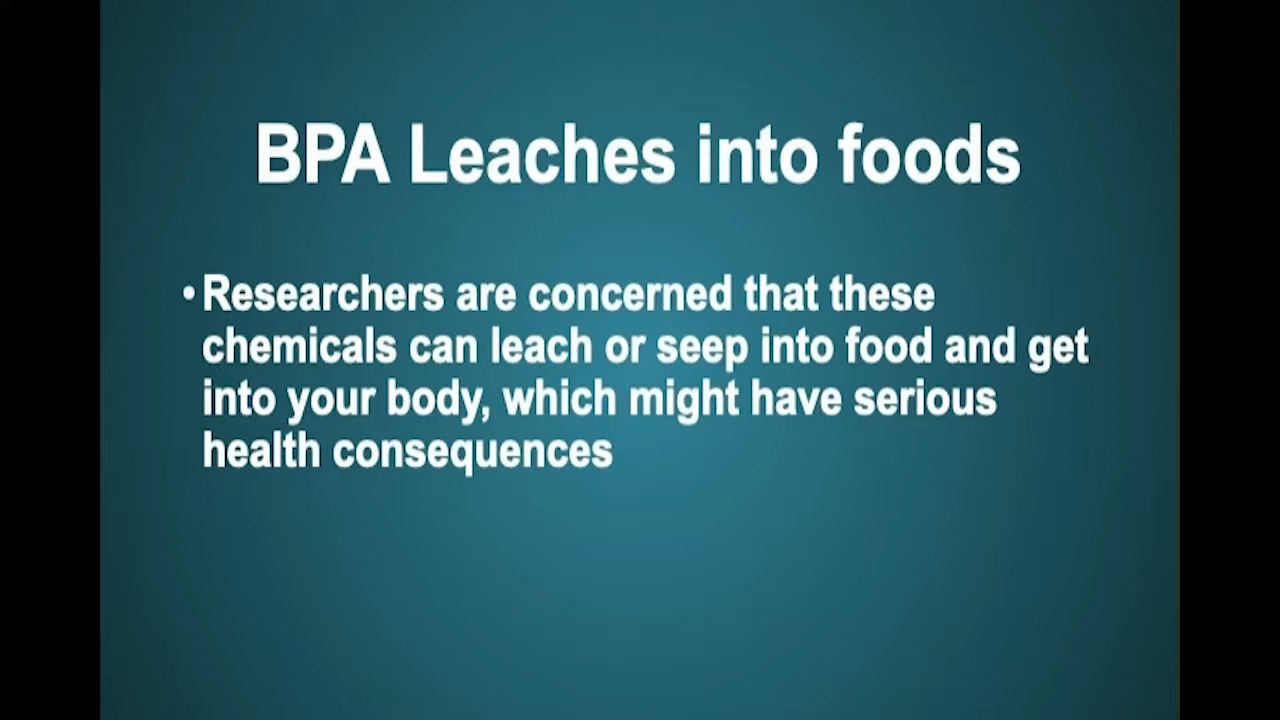 BPA Leaches into foods
• Researchers are concerned that these
chemicals can leach or seep into food and get
into your body, which might have serious
health consequences